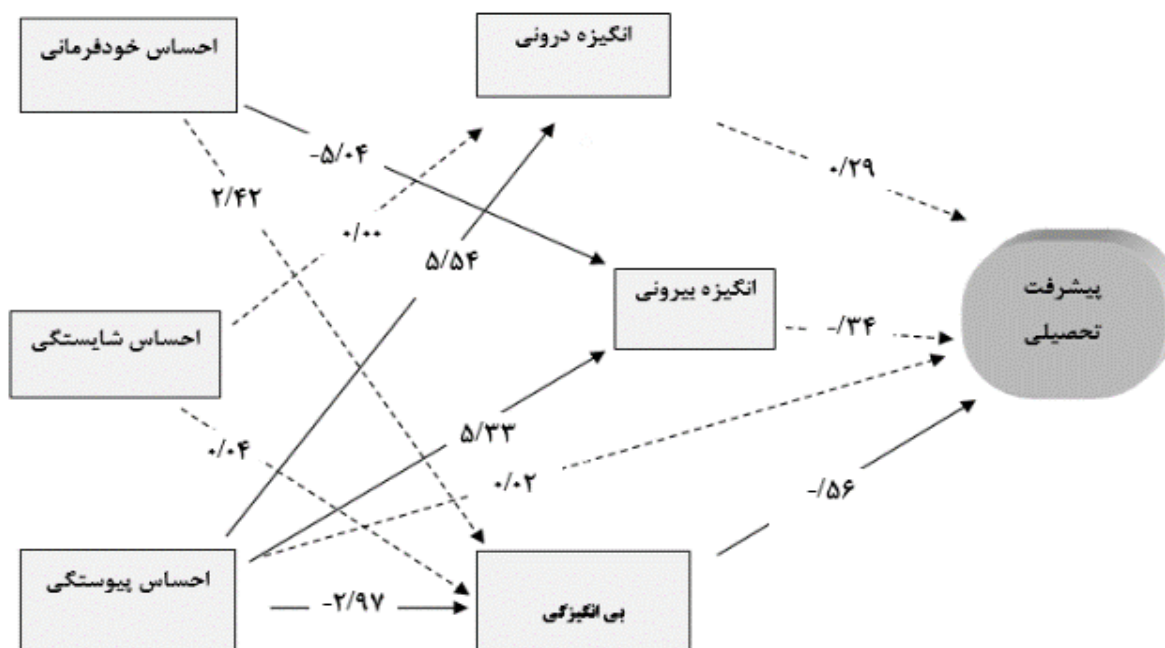 احساس خودفرمانی
انگیزه درونی
-۵/۰۴
۰/۲۹
۲/۴۲
۰/۰۰
۵/۵۴
احساس شایستگی
انگیزه بیرونی
پیشرفت
تحصیلی
-/۳۴
۰/۰۴
۵/۳۳
۰/۰۲
-/۵۶
احساس پیوستگی
-۲/۹۷
بی انگیزگی